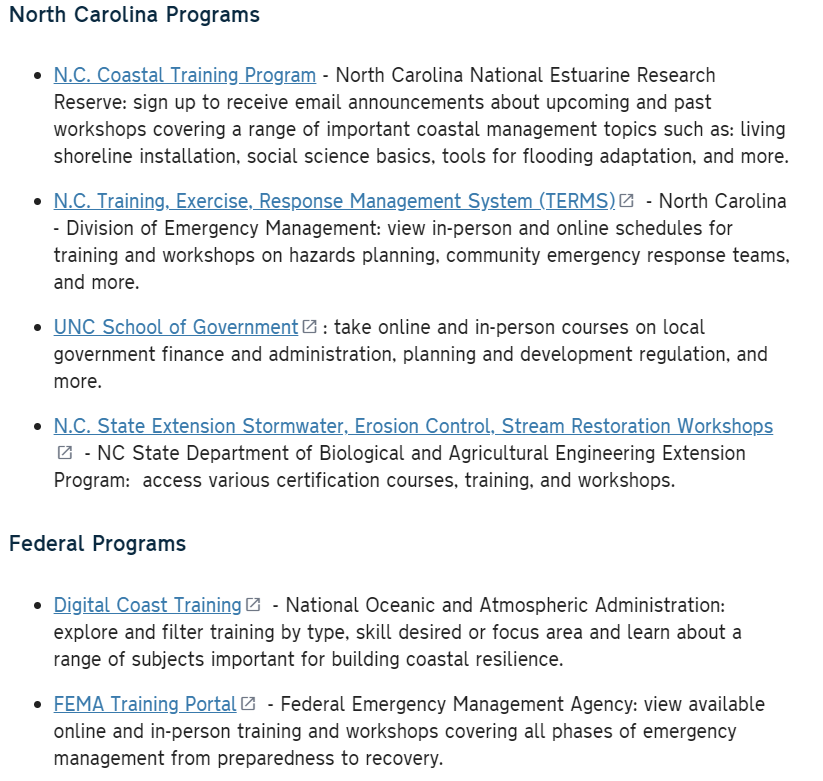 North Carolina Programs
N.C. Coastal Training Program - North Carolina National Estuarine Research
Reserve: sign up to receive email announcements about upcoming and past
workshops covering a range of important coastal management topics such as: living
shoreline installation, social science basics, tools for flooding adaptation, and more.
N.C. Training, Exercise, Response Management System (TERMS) - North Carolina
- Division of Emergency Management: view in-person and online schedules for
training and workshops on hazards planning, community emergency response teams,
and more.
UNC School of Government : take online and in-person courses on local
government finance and administration, planning and development regulation, and
more.
N.C. State Extension Stormwater, Erosion Control, Stream Restoration Workshops
- NC State Department of Biological and Agricultural Engineering Extension
Program: access various certification courses, training, and workshops.
Federal Programs
Digital Coast Training - National Oceanic and Atmospheric Administration:
explore and filter training by type, skill desired or focus area and learn about a
range of subjects important for building coastal resilience.
FEMA Training Portal - Federal Emergency Management Agency: view available
online and in-person training and workshops covering all phases of emergency
management from preparedness to recovery.